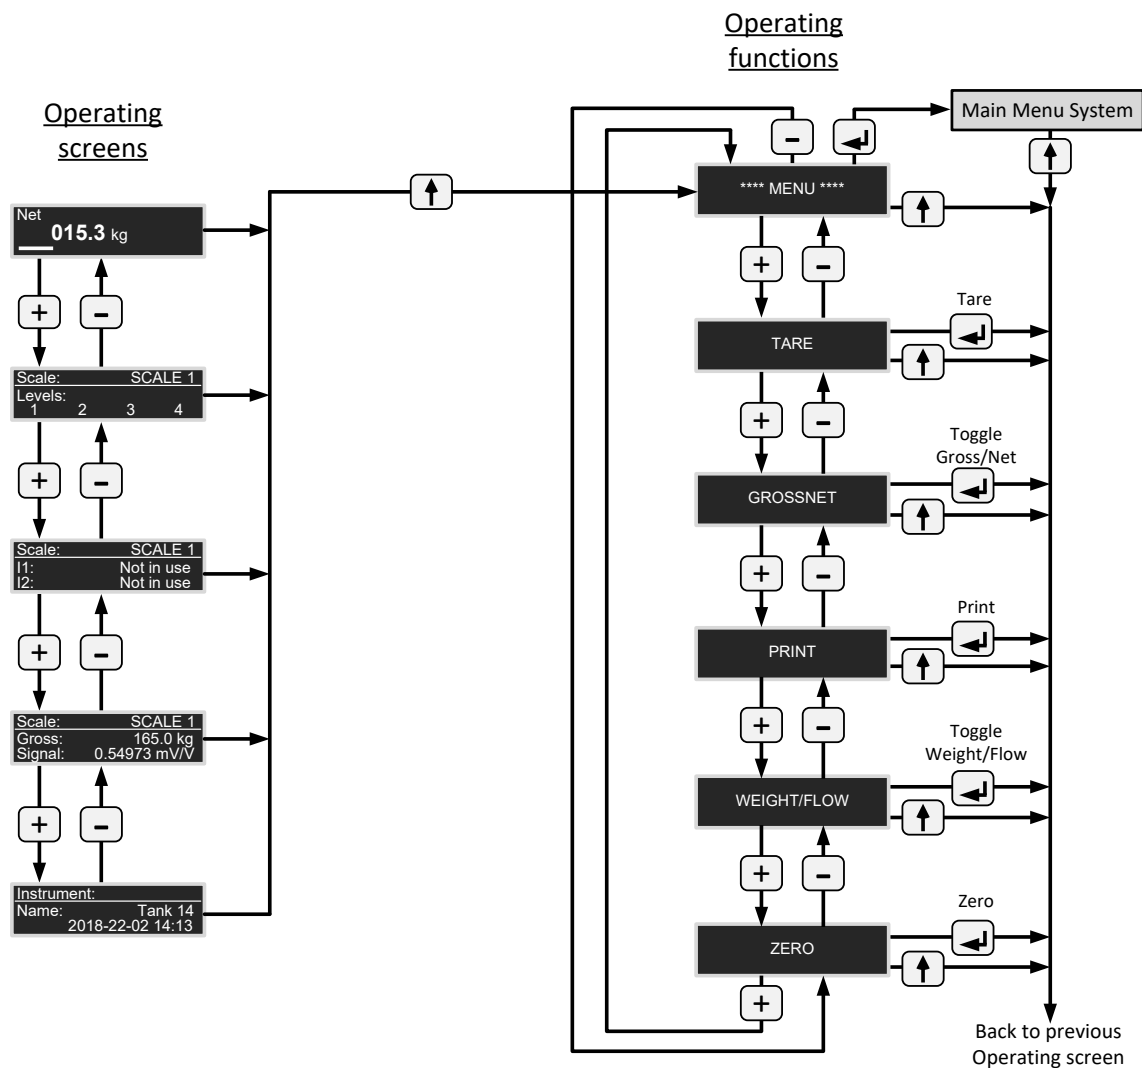 Operating
functions
Operating
screens
Main Menu System
**** MENU ****
Net
015.3 kg
+
-
Scale: SCALE 1
Levels:
1 2 3 4
+
-
Scale: SCALE 1
I1: Not in use
I2: Not in use
+
-
Scale: SCALE 1
Gross: 165.0 kg
Signal: 0.54973 mV/V
+
-
Instrument:
Name: Tank 14
2018-22-02 14:13
-
+
-
TARE
Tare
+
-
GROSSNET
Toggle
Gross/Net
+
-
PRINT
Print
+
-
WEIGHT/FLOW
Toggle
Weight/Flow
+
-
ZERO
Zero
+
Back to previous
Operating screen